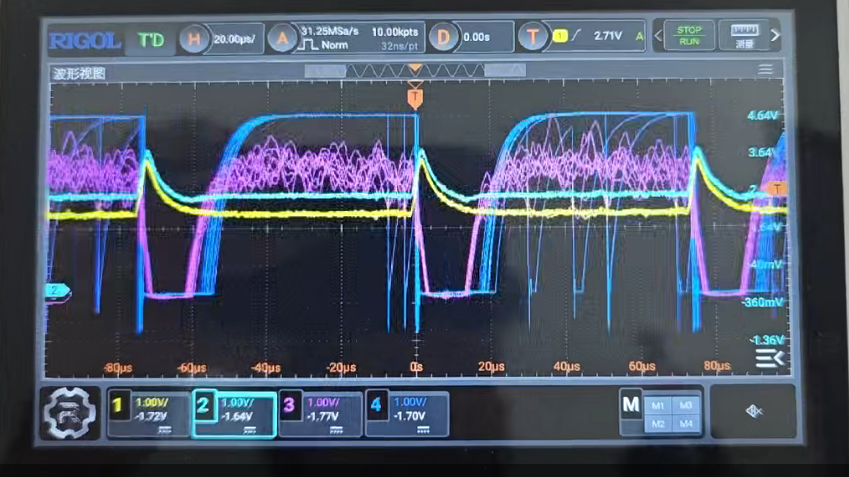 RIGOL T'D H 20.00μs/ A 31.25MSa/s Norm 10.00kpts 32ns/pt D 0.00s T 1 2.71V A STOP RUN 测量
波形视图
T
4.64V
3.64V
T
2
-360mV
-1.36V
-80μs -60μs -40μs -20μs 0s 20μs 40μs 60μs 80μs
1 1.00V/ -1.72V 2 1.00V/ -1.64V 3 1.00V/ -1.77V 4 1.00V/ -1.70V M M1 M3 M2 M4